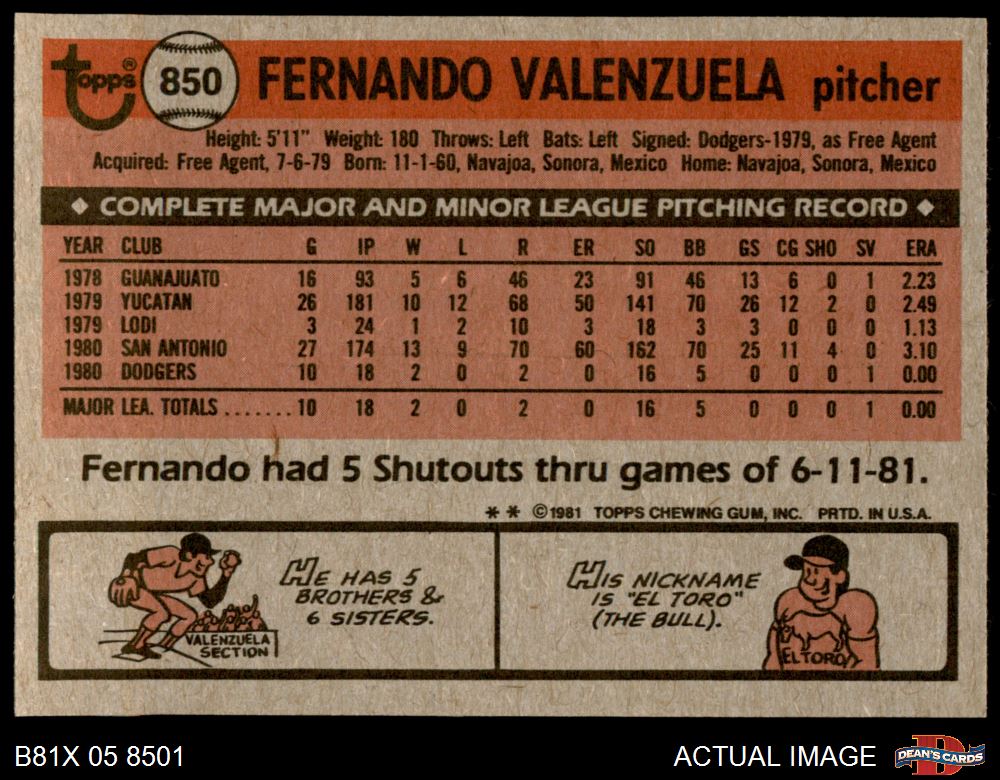 topps® 850 FERNANDO VALENZUELA pitcher
Height: 5'11" Weight: 180 Throws: Left Bats: Left Signed: Dodgers-1979, as Free Agent
Acquired: Free Agent, 7-6-79 Born: 11-1-60, Navajoa, Sonora, Mexico Home: Navajoa, Sonora, Mexico
◆ COMPLETE MAJOR AND MINOR LEAGUE PITCHING RECORD ◆
YEAR CLUB G IP W L R ER SO BB GS CG SHO SV ERA
1978 GUANAJUATO 16 93 5 6 46 23 91 46 13 6 0 1 2.23
1979 YUCATAN 26 181 10 12 68 50 141 70 26 12 2 0 2.49
1979 LODI 3 24 1 2 10 3 18 3 3 0 0 0 1.13
1980 SAN ANTONIO 27 174 13 9 70 60 162 70 25 11 4 0 3.10
1980 DODGERS 10 18 2 0 2 0 16 5 0 0 0 1 0.00
MAJOR LEA. TOTALS ....... 10 18 2 0 2 0 16 5 0 0 0 1 0.00
Fernando had 5 Shutouts thru games of 6-11-81.
** ©1981 TOPPS CHEWING GUM, INC. PRTD. IN U.S.A.
HE HAS 5
BROTHERS &
6 SISTERS.
VALENZUELA
SECTION
HIS NICKNAME
IS "EL TORO"
(THE BULL).
EL TORO
B81X 05 8501 ACTUAL IMAGE DEAN'S CARDS